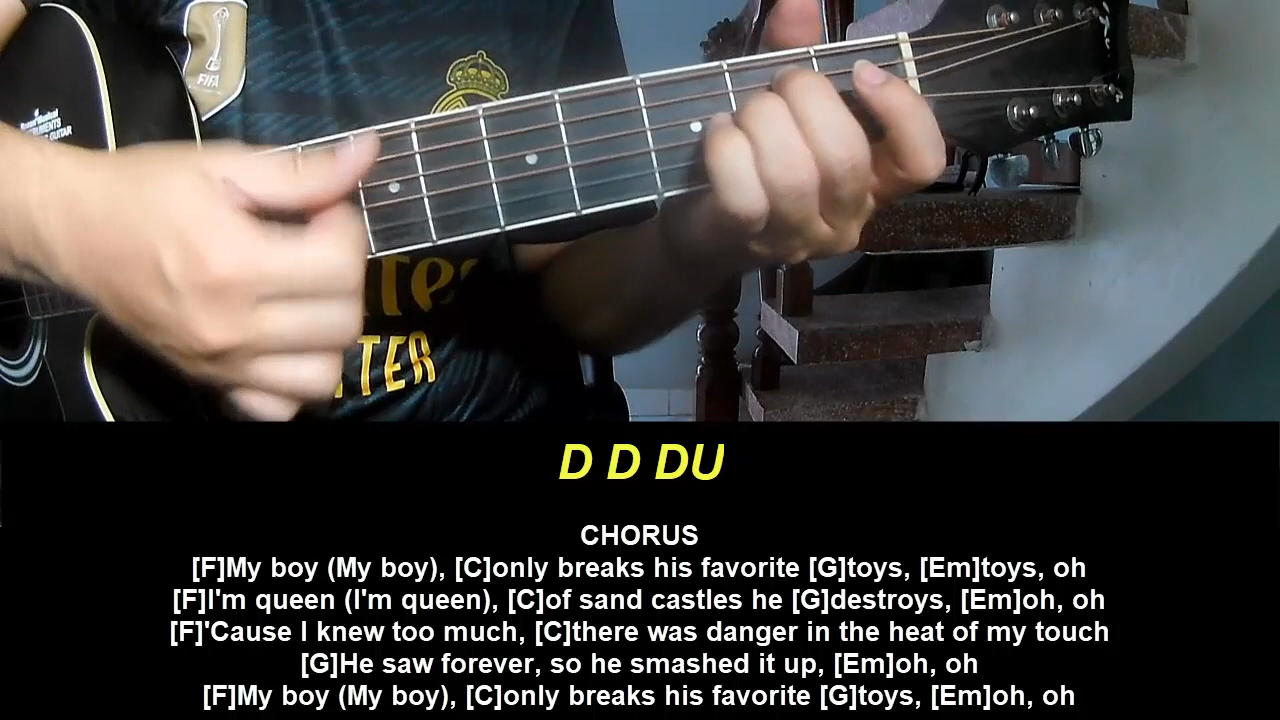 FIFA
TER
D D DU
CHORUS
[F]My boy (My boy), [C]only breaks his favorite [G]toys, [Em]toys, oh
[F]I'm queen (I'm queen), [C]of sand castles he [G]destroys, [Em]oh, oh
[F]'Cause I knew too much, [C]there was danger in the heat of my touch
[G]He saw forever, so he smashed it up, [Em]oh, oh
[F]My boy (My boy), [C]only breaks his favorite [G]toys, [Em]oh, oh